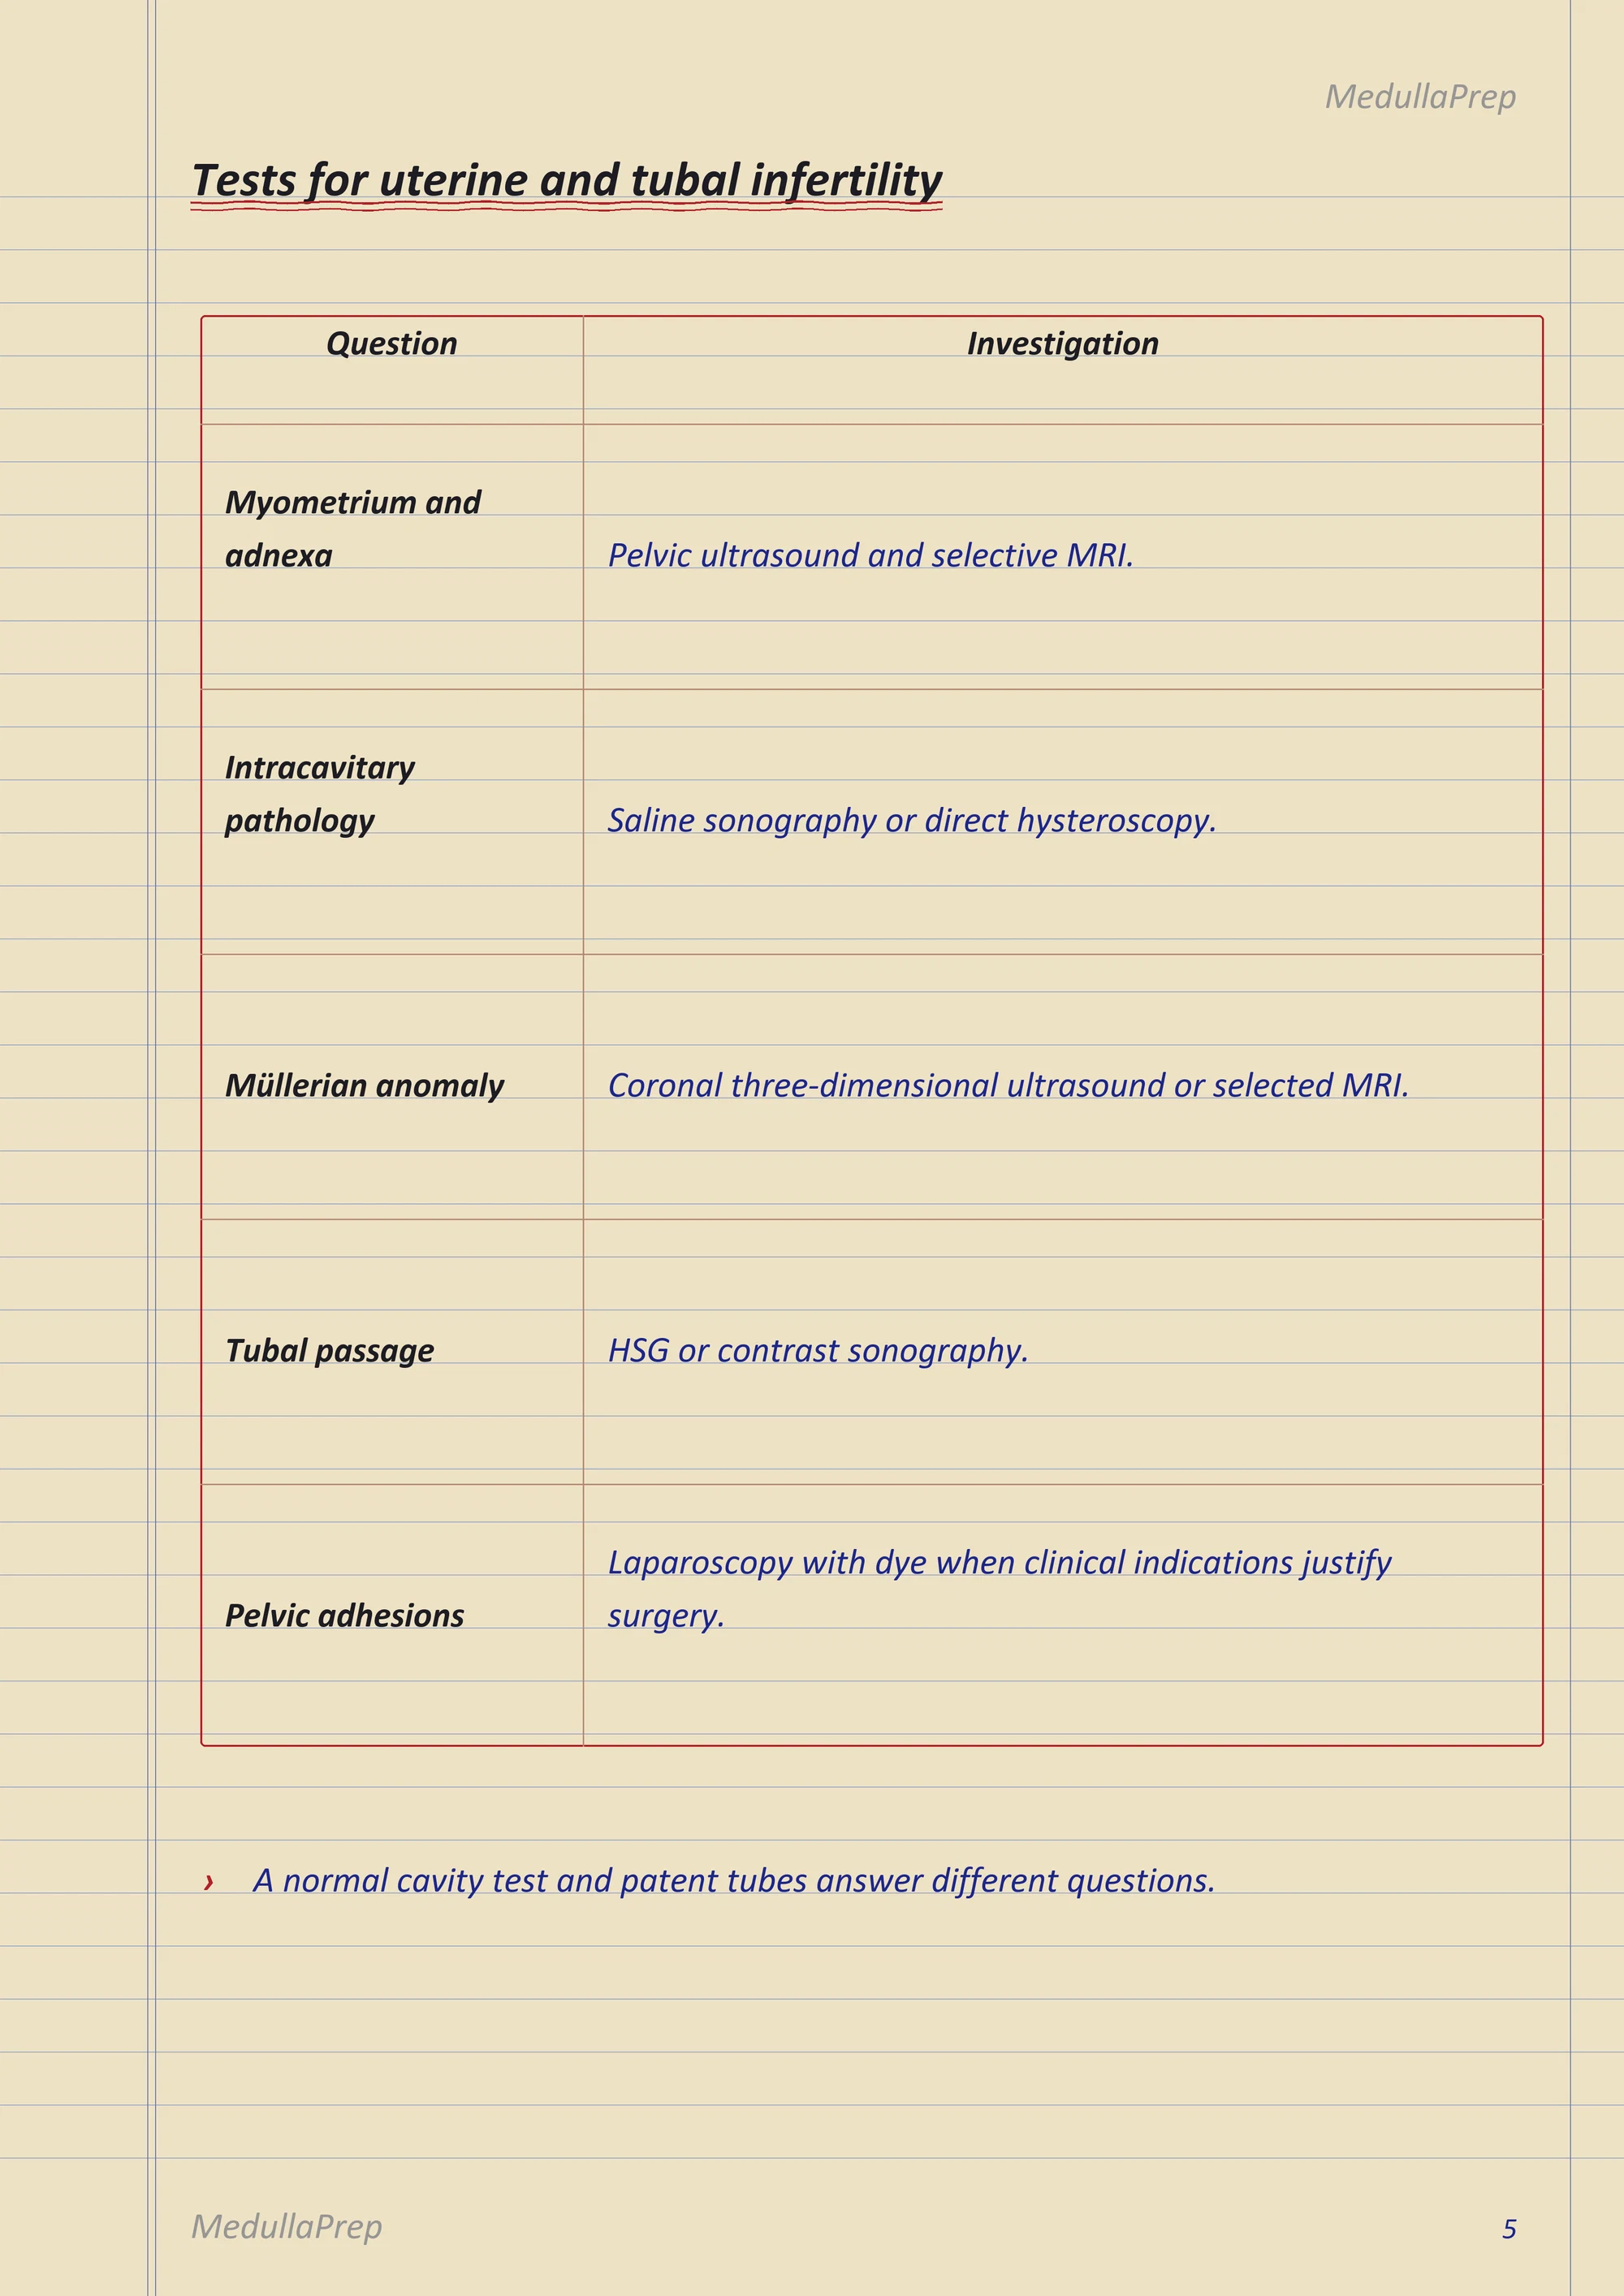 MedullaPrep
Tests for uterine and tubal infertility
Question
Investigation
Myometrium and
adnexa
Pelvic ultrasound and selective MRI.
Intracavitary
pathology
Saline sonography or direct hysteroscopy.
Müllerian anomaly
Coronal three-dimensional ultrasound or selected MRI.
Tubal passage
HSG or contrast sonography.
Pelvic adhesions
Laparoscopy with dye when clinical indications justify
surgery.
› A normal cavity test and patent tubes answer different questions.
MedullaPrep
5